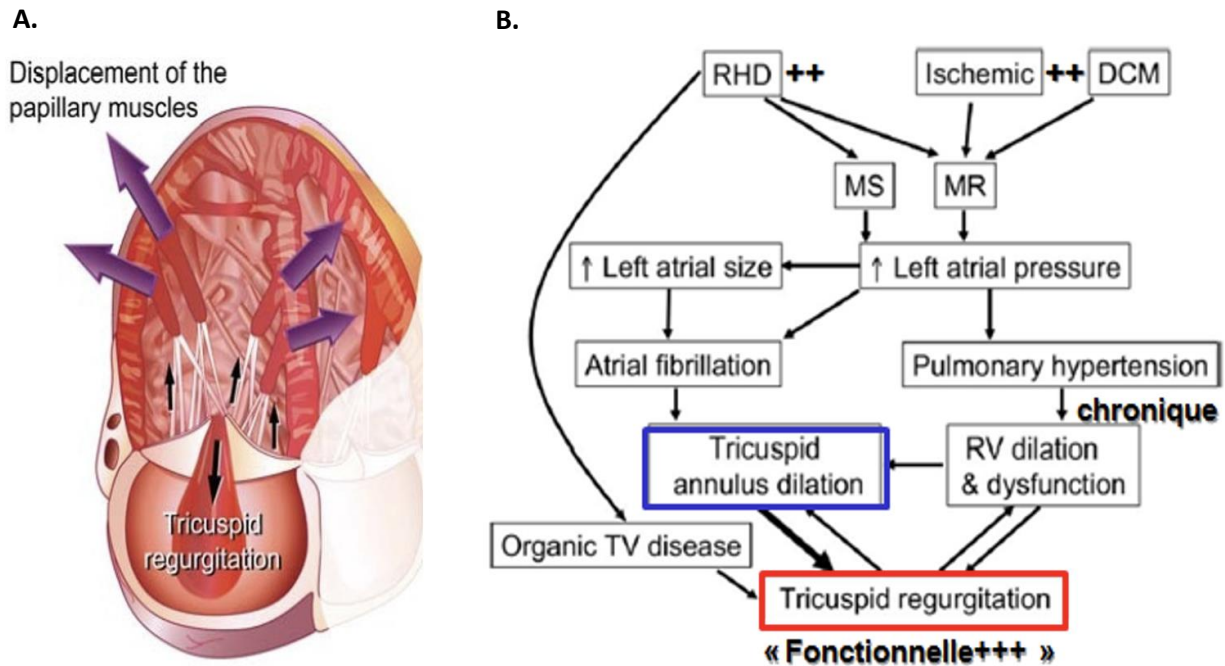 A.
Displacement of the
papillary muscles
Tricuspid
regurgitation
B.
RHD ++
Ischemic ++ DCM
MS
MR
↑ Left atrial size
↑ Left atrial pressure
Atrial fibrillation
Pulmonary hypertension
chronique
Tricuspid
annulus dilation
RV dilation
& dysfunction
Organic TV disease
Tricuspid regurgitation
« Fonctionnelle+++ »